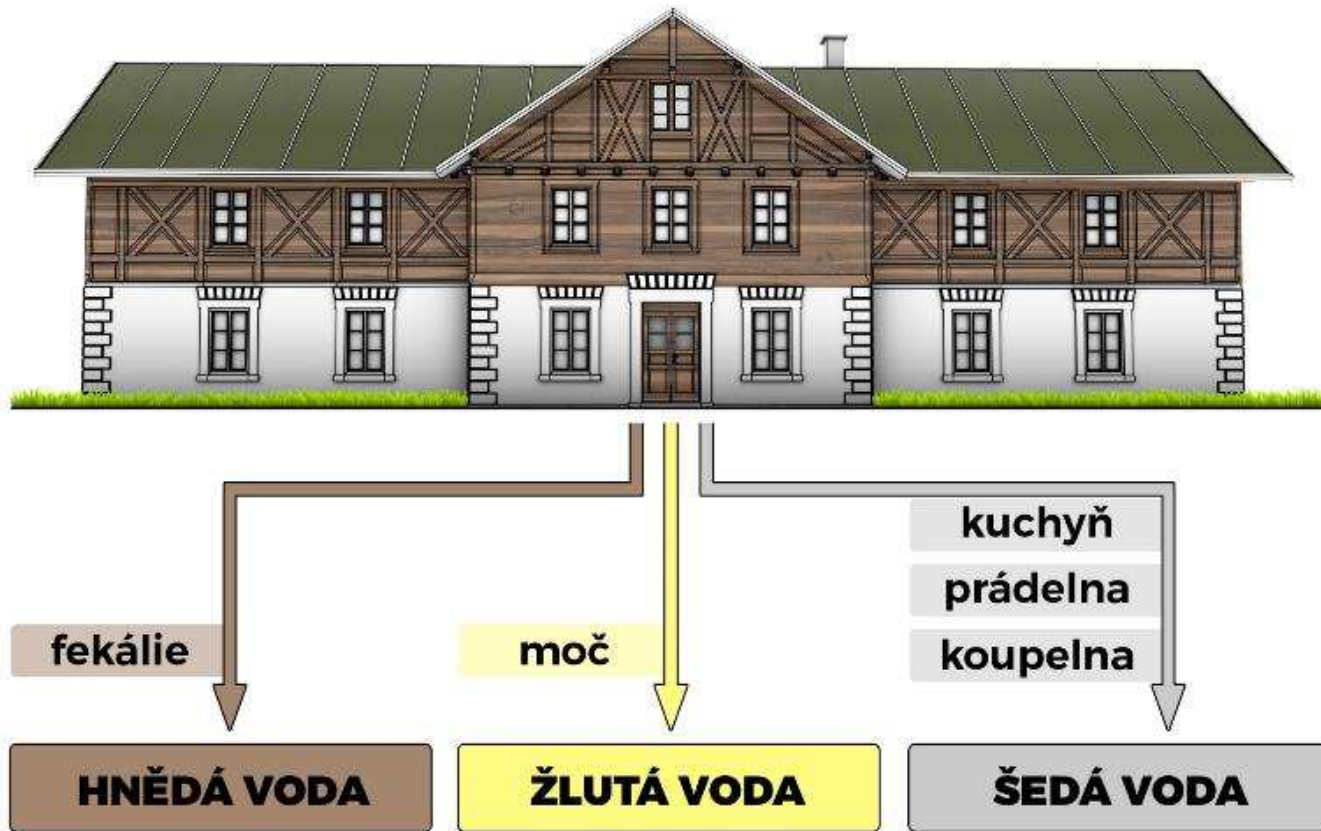 kuchyň
prádelna
fekálie
moč
koupelna
HNĚDÁ VODA
ŽLUTÁ VODA
ŠEDÁ VODA